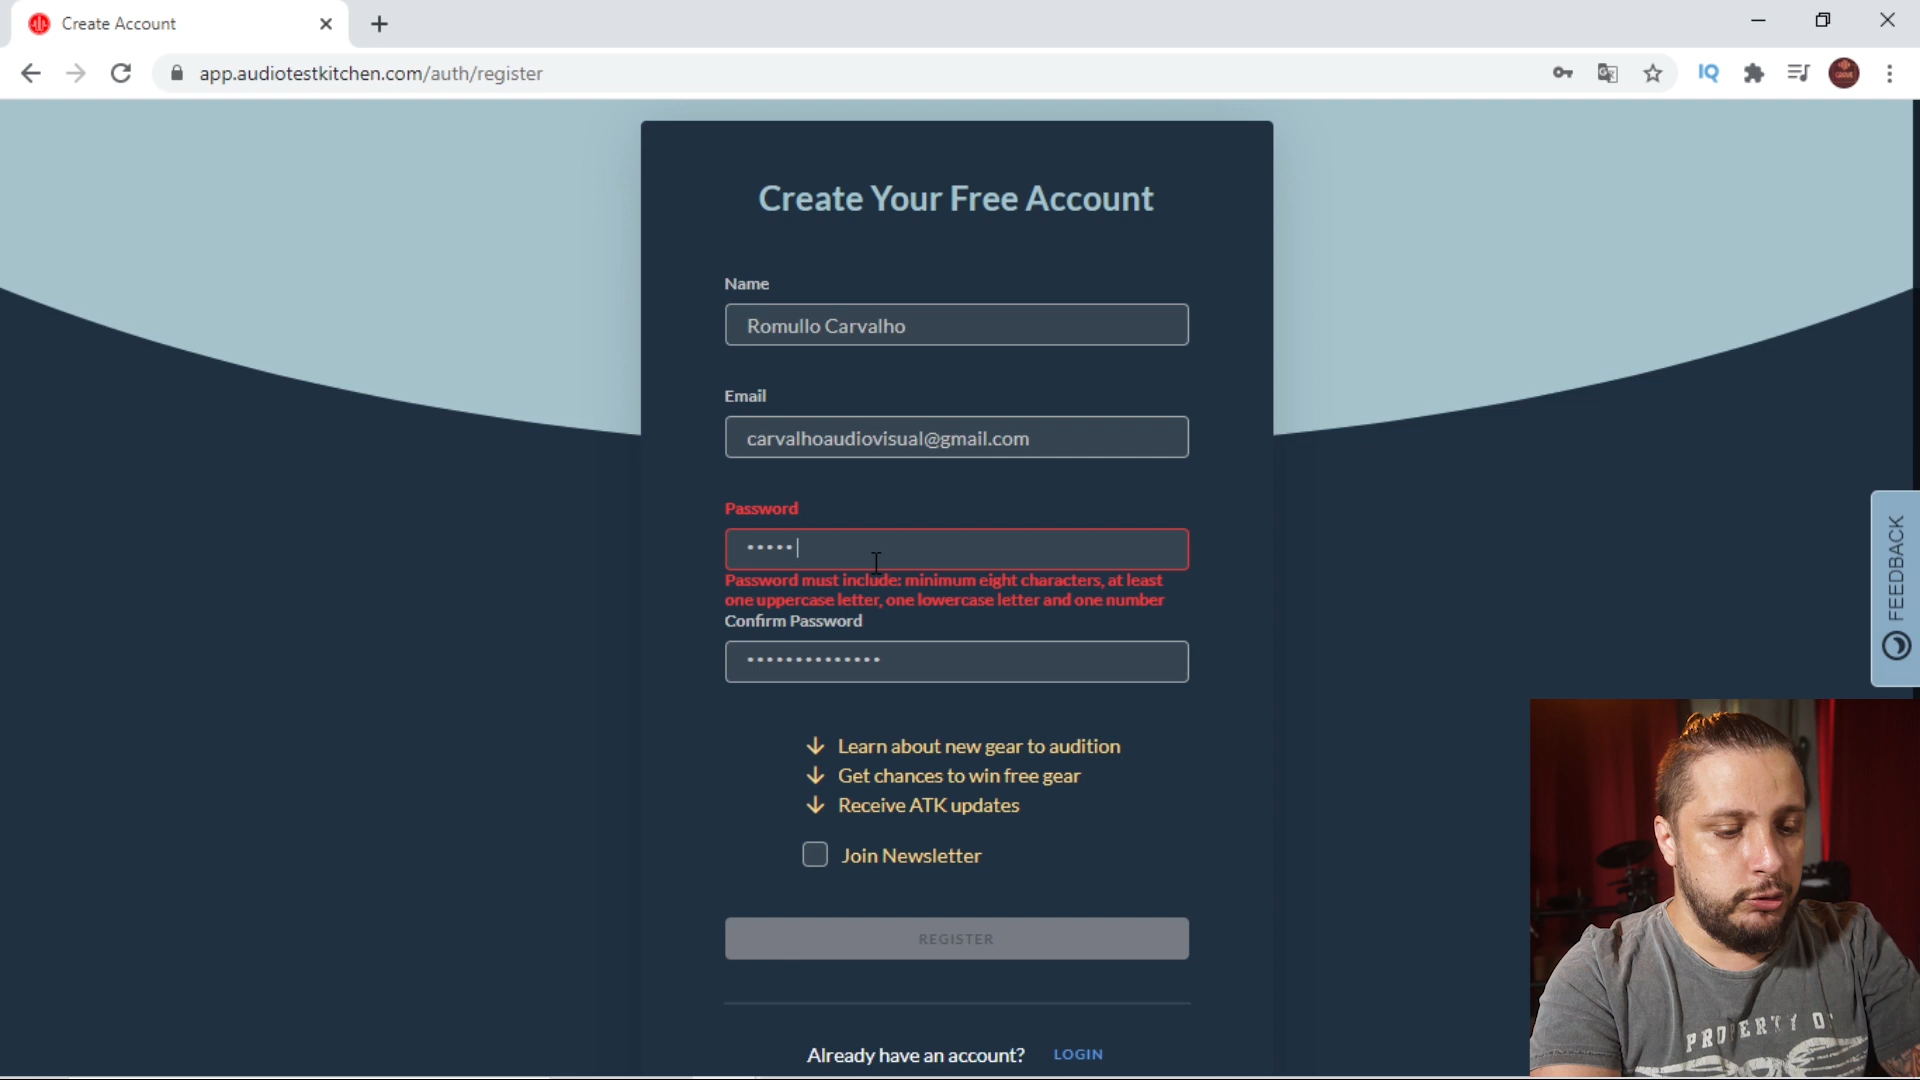 Create Account
app.audiotestkitchen.com/auth/register
IQ
Create Your Free Account
Name
Romullo Carvalho
Email
carvalhoaudiovisual@gmail.com
Password
•••••
Password must include: minimum eight characters, at least
one uppercase letter, one lowercase letter and one number
Confirm Password
••••••••••••••
Learn about new gear to audition
Get chances to win free gear
Receive ATK updates
Join Newsletter
REGISTER
Already have an account? LOGIN
FEEDBACK
PROPERTY O